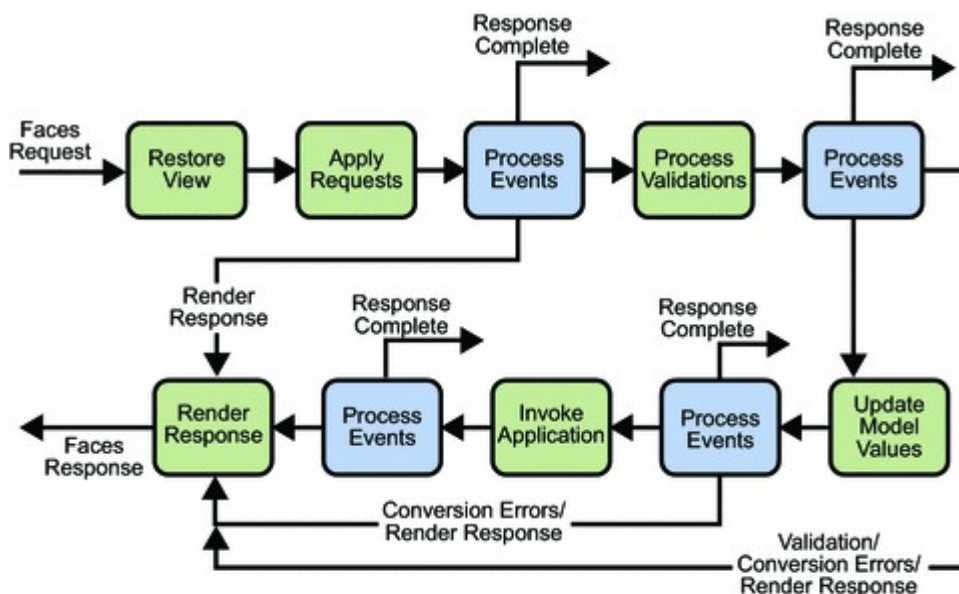 Response
Complete
Response
Complete
Faces
Request
Restore
View
Apply
Requests
Process
Events
Process
Validations
Process
Events
Render
Response
Response
Complete
Response
Complete
Render
Response
Process
Events
Invoke
Application
Process
Events
Update
Model
Values
Faces
Response
Conversion Errors/
Render Response
Validation/
Conversion Errors/
Render Response